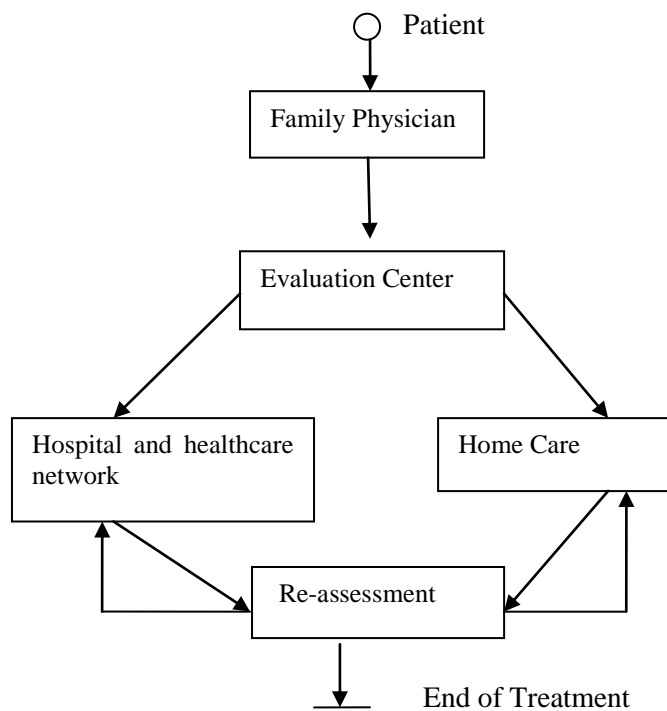 Patient
Family Physician
Evaluation Center
Hospital and healthcare
network
Home Care
Re-assessment
End of Treatment